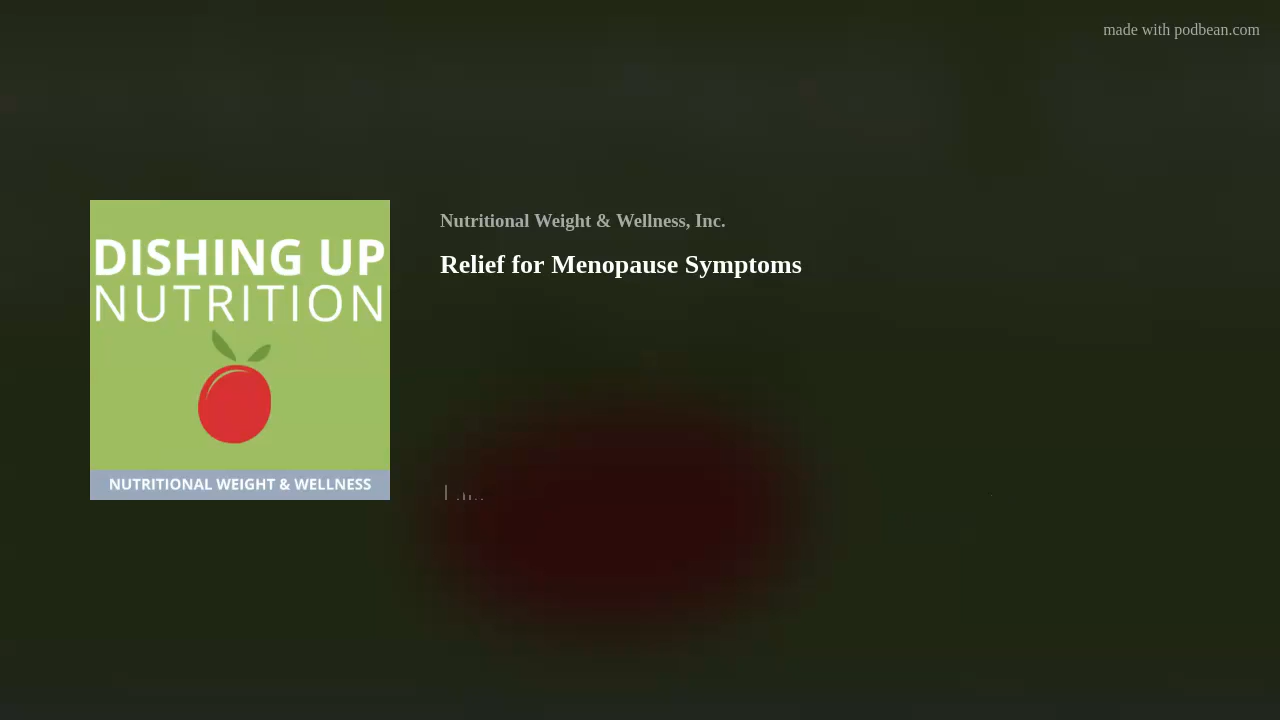 made with podbean.com
DISHING UP
NUTRITION
NUTRITIONAL WEIGHT & WELLNESS
Nutritional Weight & Wellness, Inc.
Relief for Menopause Symptoms